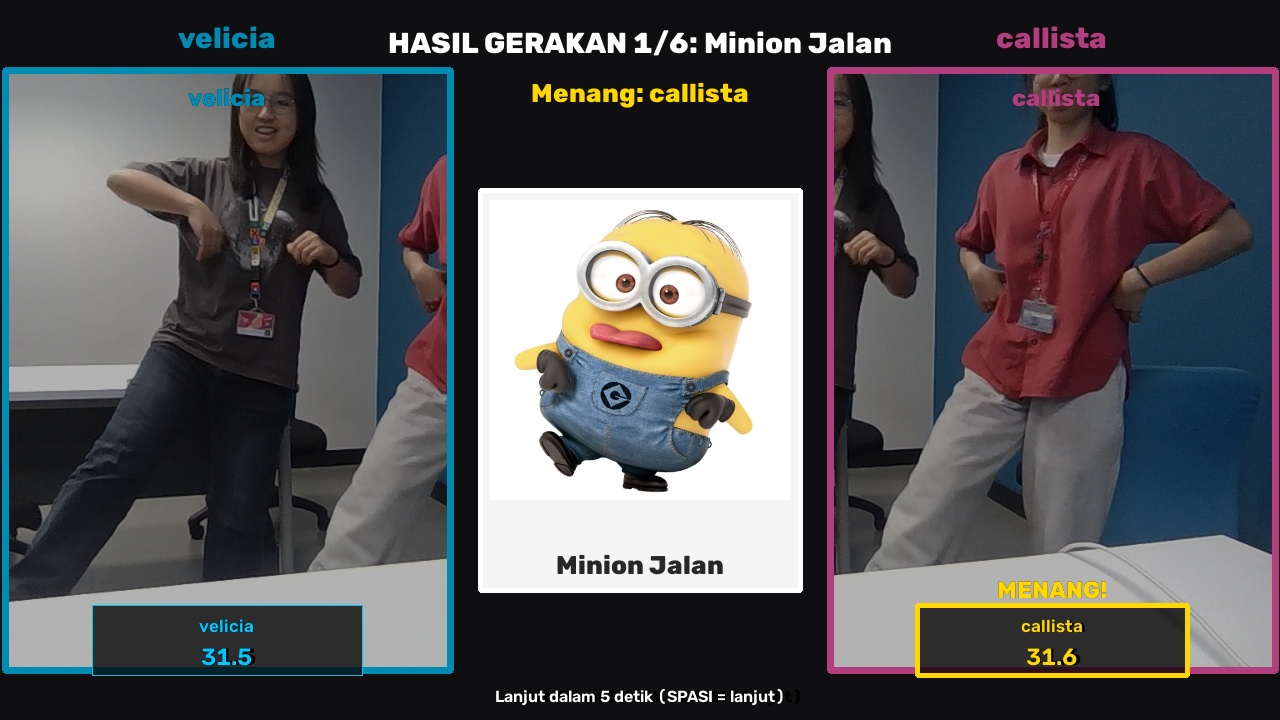 velicia
HASIL GERAKAN 1/6: Minion Jalan
callista
velicia
Menang: callista
callista
Minion Jalan
MENANG!
velicia
31.5
callista
31.6
Lanjut dalam 5 detik (SPASI = lanjut)